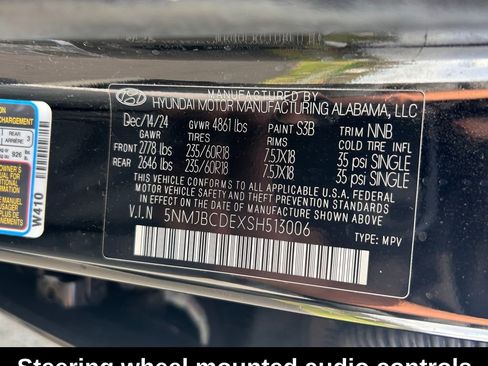 MANUFACTURED BY
HYUNDAI MOTOR MANUFACTURING ALABAMA, LLC
Dec/14/24 GVWR 4861 lbs PAINT S3B TRIM NNB
GAWR TIRES RIMS COLD TIRE INFL
FRONT 2778 lbs 235/60R18 7.5JX18 35 psi SINGLE
REAR 2646 lbs 235/60R18 7.5JX18 35 psi SINGLE
THIS VEHICLE CONFORMS TO ALL APPLICABLE U.S.A. FEDERAL
MOTOR VEHICLE SAFETY, BUMPER, AND THEFT PREVENTION
STANDARDS IN EFFECT ON THE DATE OF MANUFACTURE SHOWN ABOVE.
V.I.N 5NMJBCDEXSH513006
TYPE: MPV
W410
Steering wheel mounted audio controls